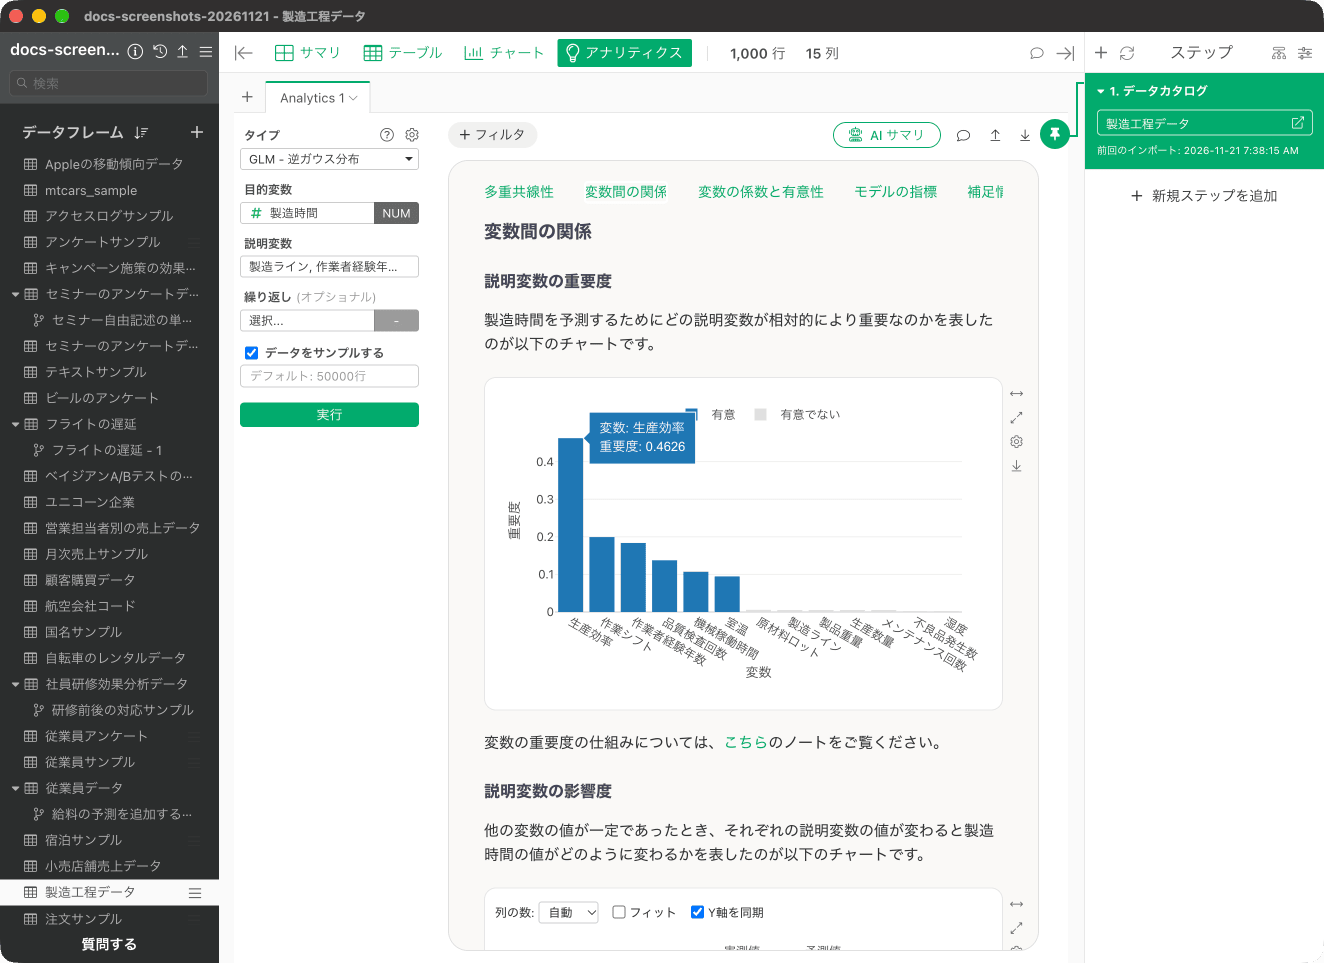 docs-screenshots-20261121 - 製造工程データ
docs-screen...
検索
データフレーム
Appleの移動傾向データ
mtcars_sample
アクセスログサンプル
アンケートサンプル
キャンペーン施策の効果...
セミナーのアンケートデ...
セミナー自由記述の単...
セミナーのアンケートデ...
テキストサンプル
ビールのアンケート
フライトの遅延
フライトの遅延 - 1
ベイジアンA/Bテストの...
ユニコーン企業
営業担当者別の売上データ
月次売上サンプル
顧客購買データ
航空会社コード
国名サンプル
自転車のレンタルデータ
社員研修効果分析データ
研修前後の対応サンプル
従業員アンケート
従業員サンプル
従業員データ
給料の予測を追加する...
宿泊サンプル
小売店舗売上データ
製造工程データ
注文サンプル
質問する
サマリ
テーブル
チャート
アナリティクス
1,000 行
15 列
Analytics 1
タイプ
GLM - 逆ガウス分布
目的変数
# 製造時間 NUM
説明変数
製造ライン, 作業者経験年...
繰り返し (オプショナル)
選択... -
データをサンプルする
デフォルト: 50000行
実行
+ フィルタ
AI サマリ
多重共線性
変数間の関係
変数の係数と有意性
モデルの指標
変数間の関係
説明変数の重要度
製造時間を予測するためにどの説明変数が相対的により重要なのかを表した
のが以下のチャートです。
有意
有意でない
変数: 生産効率
重要度: 0.4626
重要度
0.4
0.3
0.2
0.1
0
生産効率
作業シフト
作業者経験年数
品質検査回数
機械稼働時間
室温
原材料ロット
製造ライン
製品重量
生産数量
メンテナンス回数
不良品発生数
湿度
変数
変数の重要度の仕組みについては、こちらのノートをご覧ください。
説明変数の影響度
他の変数の値が一定であったとき、それぞれの説明変数の値が変わると製造
時間の値がどのように変わるかを表したのが以下のチャートです。
列の数: 自動
フィット
Y軸を同期
ステップ
1. データカタログ
製造工程データ
前回のインポート: 2026-11-21 7:38:15 AM
+ 新規ステップを追加